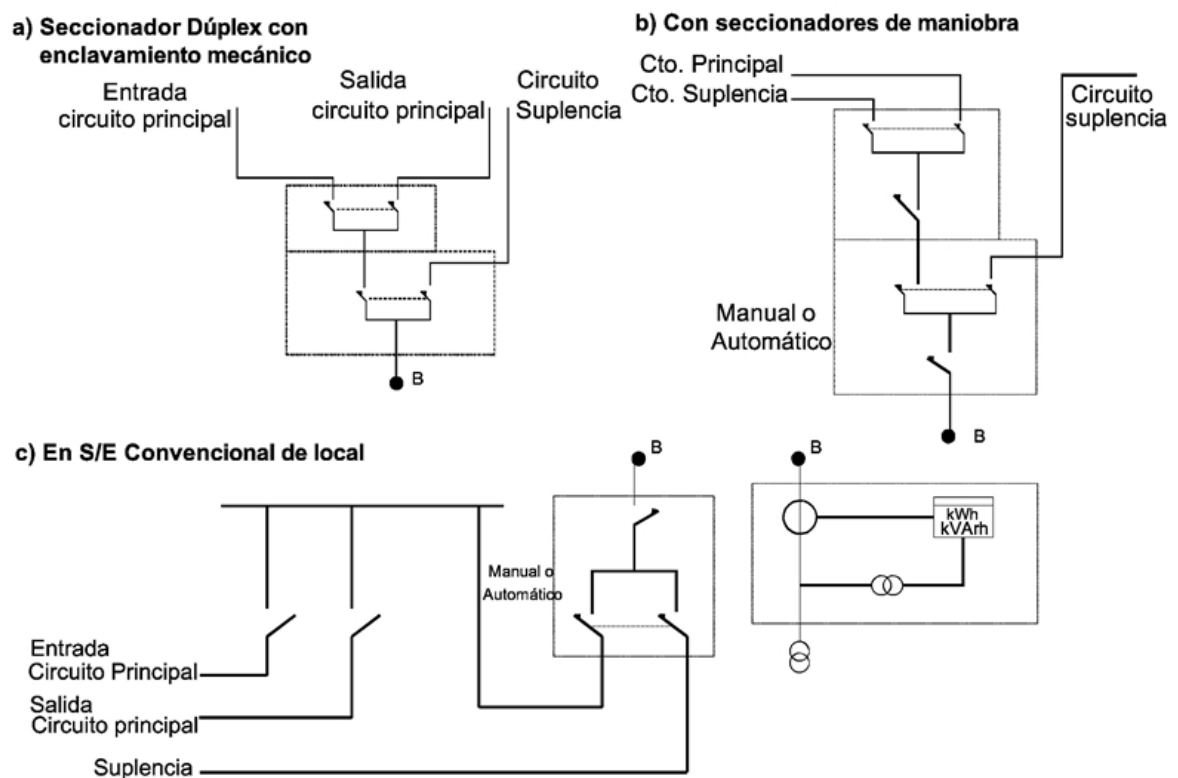 a) Seccionador Dúplex con
enclavamiento mecánico
Entrada
circuito principal
Salida
circuito principal
Circuito
Suplencia
B
b) Con seccionadores de maniobra
Cto. Principal
Cto. Suplencia
Circuito
suplencia
Manual o
Automático
B
c) En S/E Convencional de local
B
Manual o
Automático
Entrada
Circuito Principal
Salida
Circuito principal
Suplencia
B
kWh
kVArh